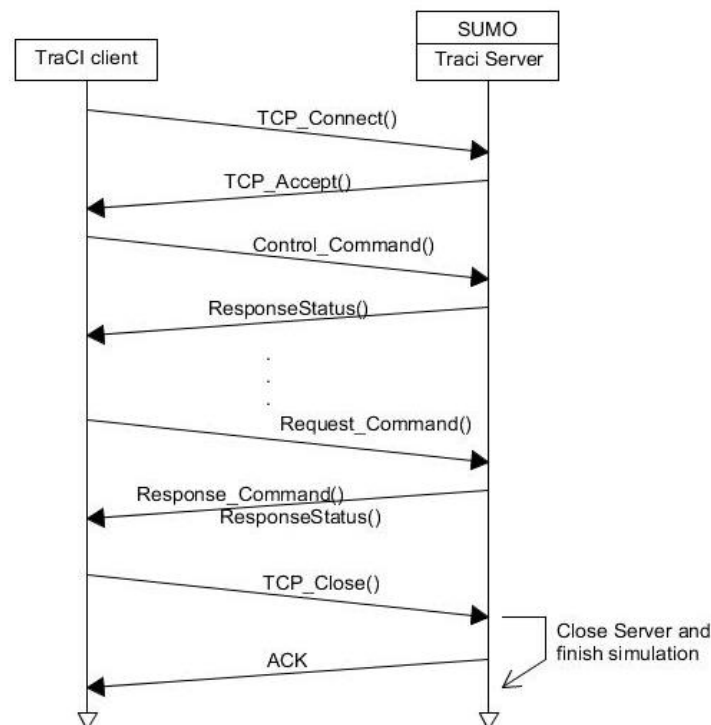 SUMO
TraCI client
Traci Server
TCP_Connect()
TCP_Accept()
Control_Command()
ResponseStatus()
.
.
.
Request_Command()
Response_Command()
ResponseStatus()
TCP_Close()
Close Server and
finish simulation
ACK